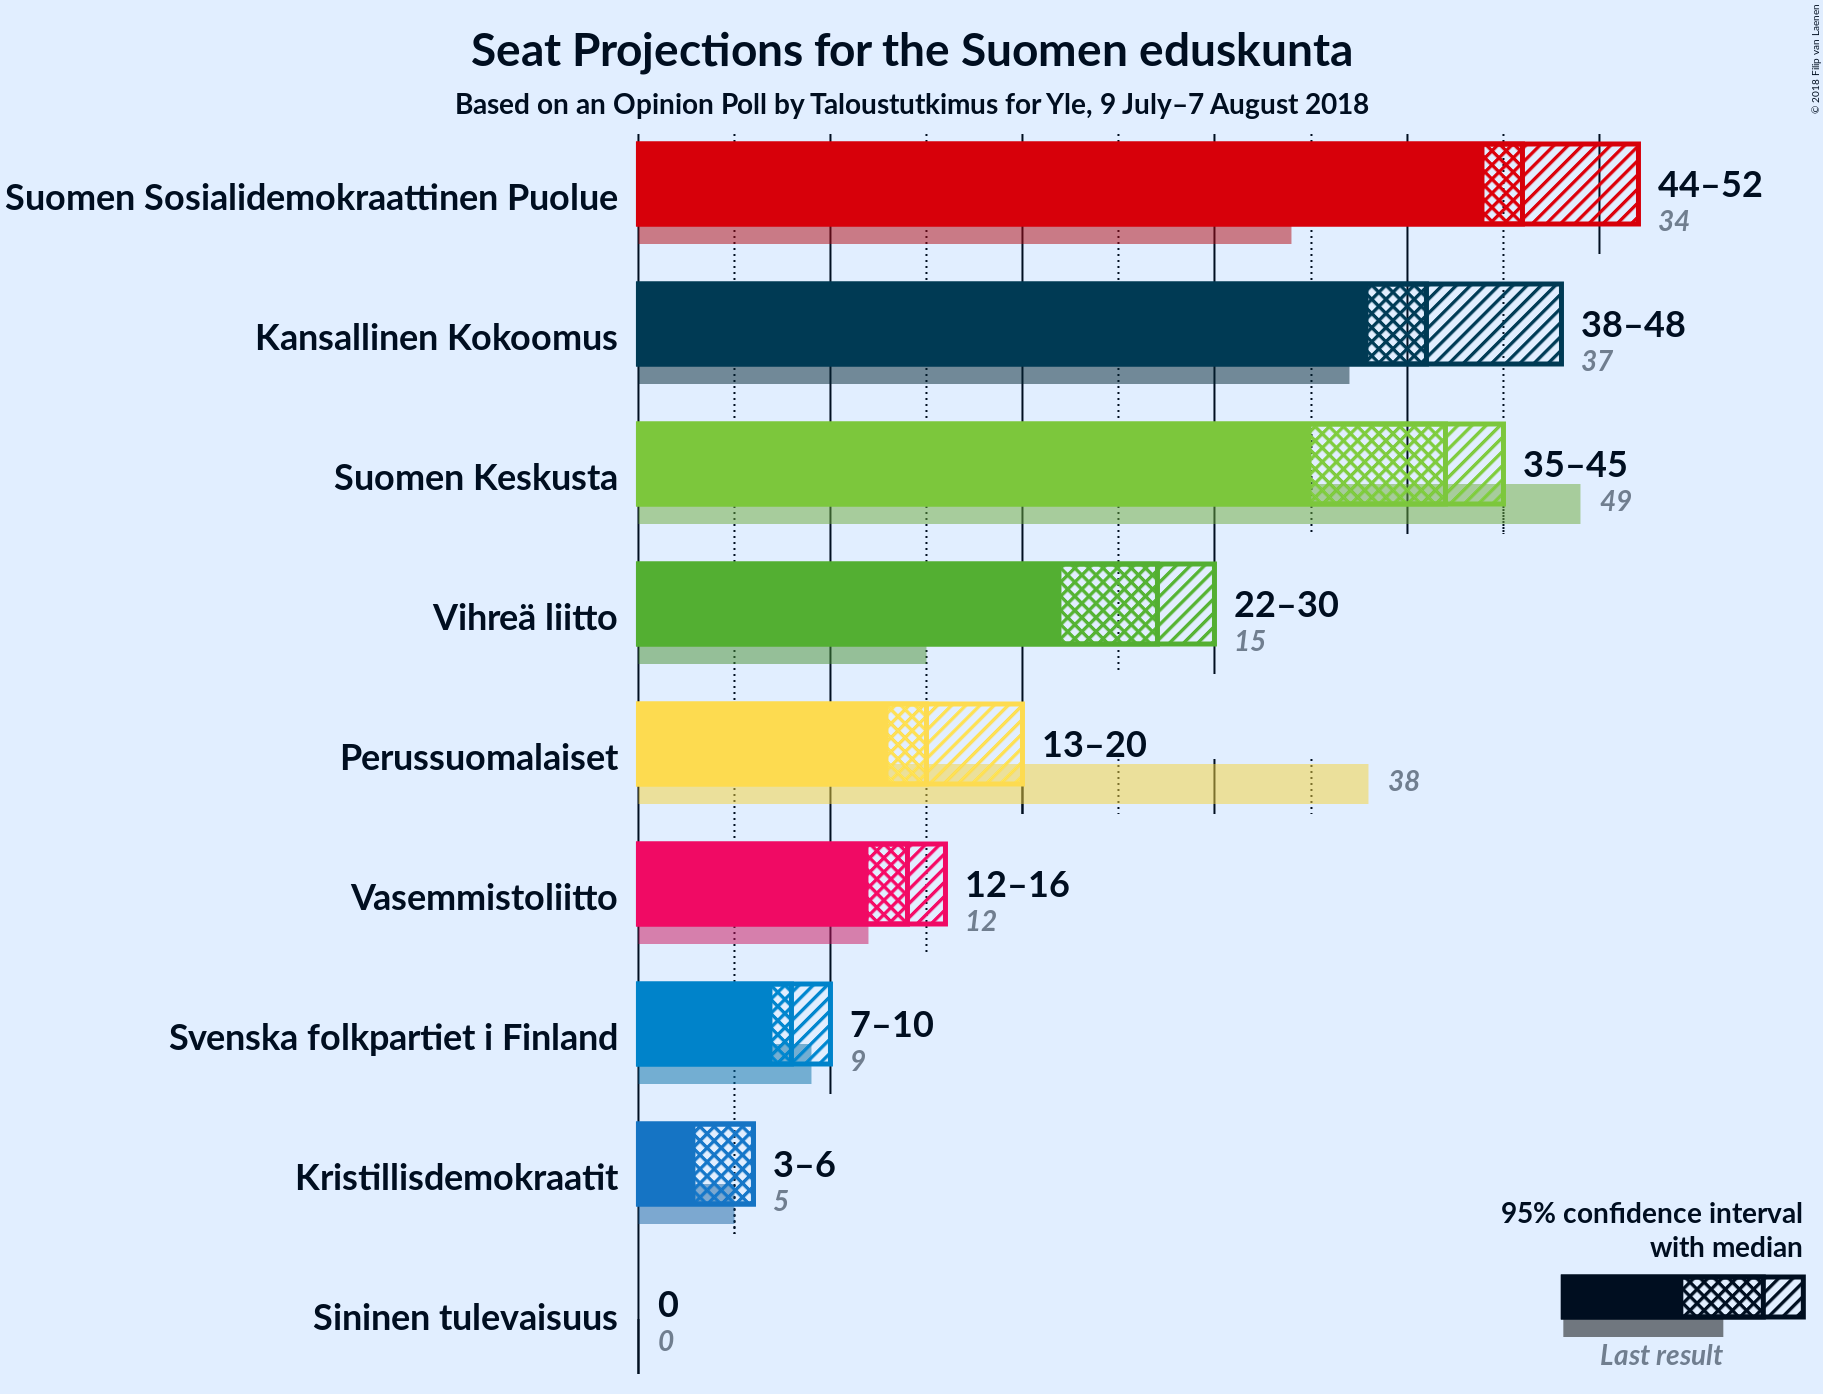 Seat Projections for the Suomen eduskunta
Based on an Opinion Poll by Taloustutkimus for Yle, 9 July–7 August 2018
© 2018 Filip van Laenen
Suomen Sosialidemokraattinen Puolue
44–52
34
Kansallinen Kokoomus
38–48
37
Suomen Keskusta
35–45
49
Vihreä liitto
22–30
15
Perussuomalaiset
13–20
38
Vasemmistoliitto
12–16
12
Svenska folkpartiet i Finland
7–10
9
Kristillisdemokraatit
3–6
5
Sininen tulevaisuus
0
0
95% confidence interval
with median
Last result